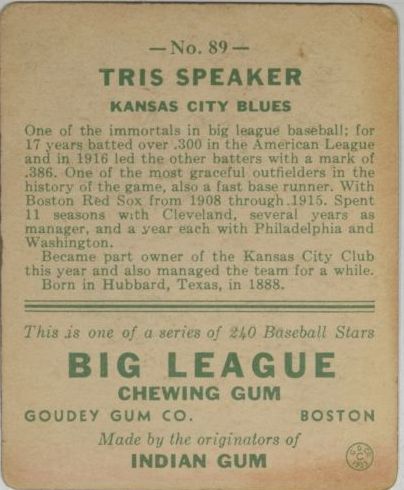 —No. 89—
TRIS SPEAKER
KANSAS CITY BLUES
One of the immortals in big league baseball; for
17 years batted over .300 in the American League
and in 1916 led the other batters with a mark of
.386. One of the most graceful outfielders in the
history of the game, also a fast base runner. With
Boston Red Sox from 1908 through 1915. Spent
11 seasons with Cleveland, several years as
manager, and a year each with Philadelphia and
Washington.
Became part owner of the Kansas City Club
this year and also managed the team for a while.
Born in Hubbard, Texas, in 1888.
This is one of a series of 240 Baseball Stars
BIG LEAGUE
CHEWING GUM
GOUDEY GUM CO. BOSTON
Made by the originators of
INDIAN GUM
C
1933